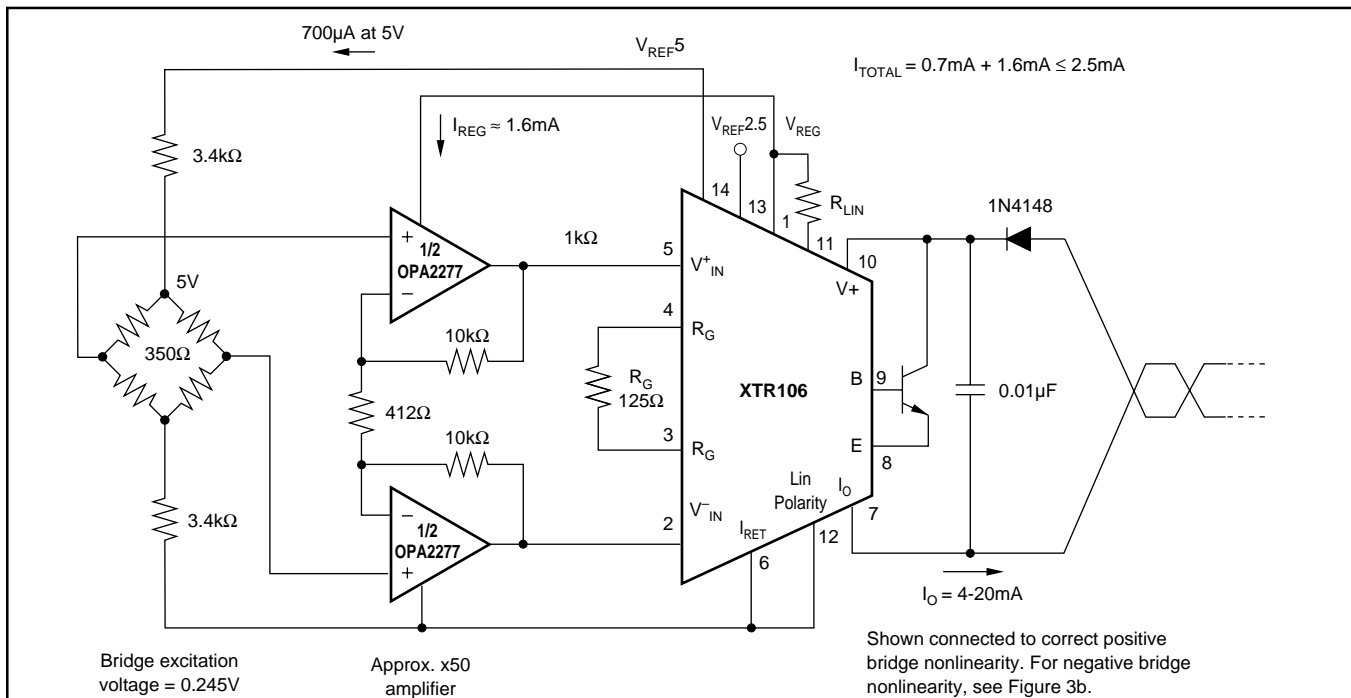 700µA at 5V
V_REF5
I_TOTAL = 0.7mA + 1.6mA ≤ 2.5mA
I_REG ≈ 1.6mA
V_REF2.5
V_REG
3.4kΩ
14
13
1
R_LIN
11
1N4148
+
1/2
OPA2277
−
1kΩ
5
V⁺_IN
10
V+
5V
4
R_G
10kΩ
350Ω
R_G
125Ω
XTR106
B
9
0.01µF
412Ω
10kΩ
3
R_G
E
8
Lin
Polarity
I_O
7
3.4kΩ
−
1/2
OPA2277
+
2
V⁻_IN
I_RET
12
6
I_O = 4-20mA
Bridge excitation
voltage = 0.245V
Approx. x50
amplifier
Shown connected to correct positive
bridge nonlinearity. For negative bridge
nonlinearity, see Figure 3b.